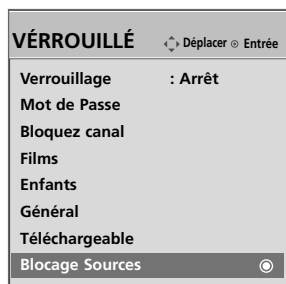 VÉRROUILLÉ Déplacer Entrée
Verrouillage : Arrêt
Mot de Passe
Bloquez canal
Films
Enfants
Général
Téléchargeable
Blocage Sources